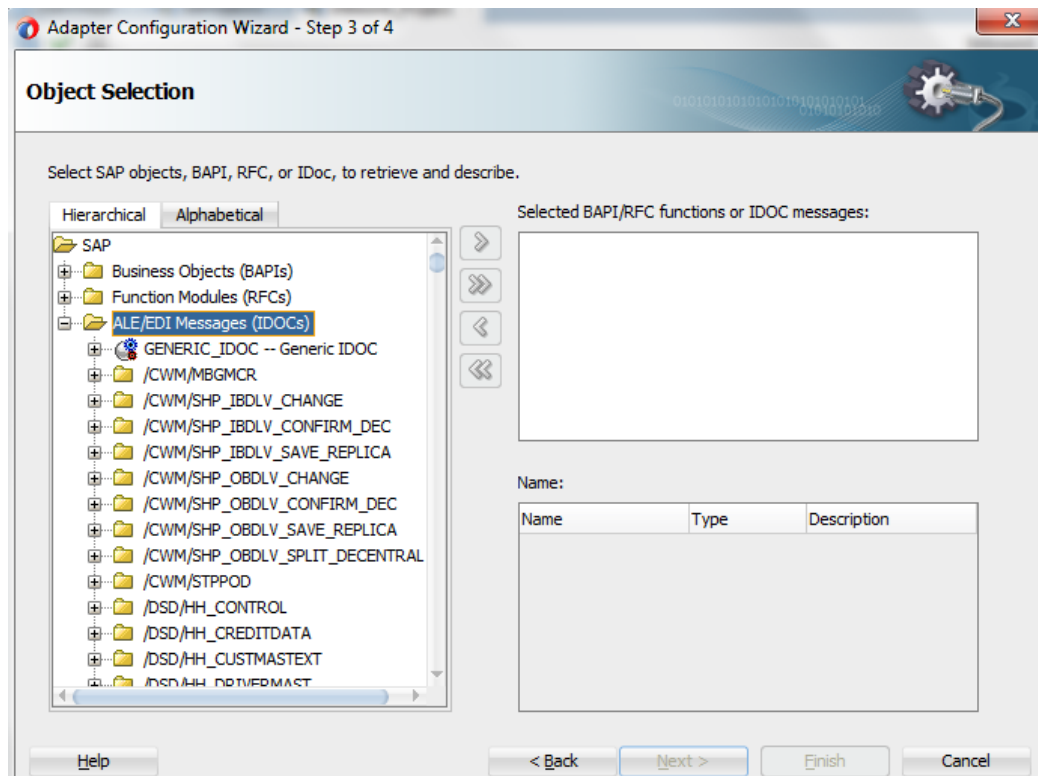 Adapter Configuration Wizard - Step 3 of 4
Object Selection
Select SAP objects, BAPI, RFC, or IDoc, to retrieve and describe.
Hierarchical Alphabetical
SAP
Business Objects (BAPIs)
Function Modules (RFCs)
ALE/EDI Messages (IDOCs)
GENERIC_IDOC -- Generic IDOC
/CWM/MBGMCR
/CWM/SHP_IBDLV_CHANGE
/CWM/SHP_IBDLV_CONFIRM_DEC
/CWM/SHP_IBDLV_SAVE_REPLICA
/CWM/SHP_OBDLV_CHANGE
/CWM/SHP_OBDLV_CONFIRM_DEC
/CWM/SHP_OBDLV_SAVE_REPLICA
/CWM/SHP_OBDLV_SPLIT_DECENTRAL
/CWM/STPPOD
/DSD/HH_CONTROL
/DSD/HH_CREDITDATA
/DSD/HH_CUSTMASTEXT
/DSD/HH_DRIVERMAST
Selected BAPI/RFC functions or IDOC messages:
Name:
Name Type Description
Help < Back Next > Finish Cancel